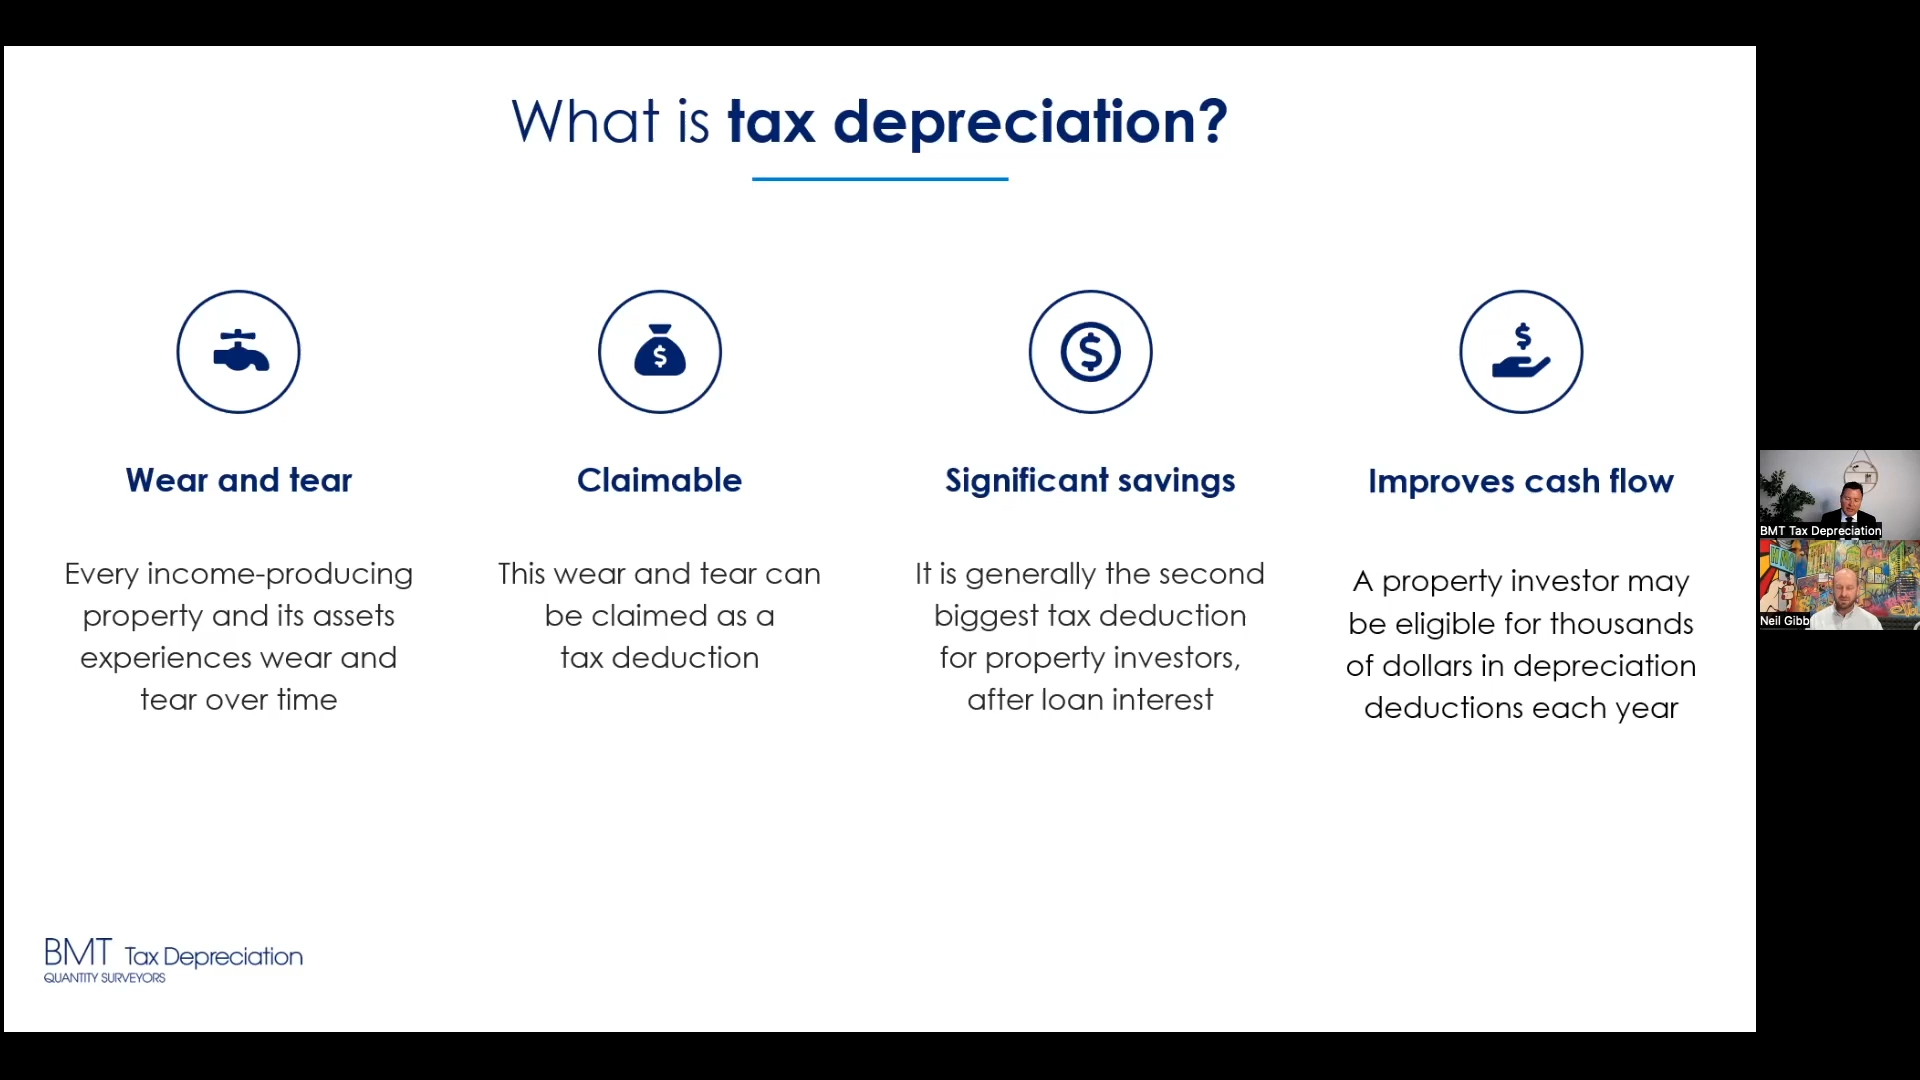 What is tax depreciation?
Wear and tear
Every income-producing
property and its assets
experiences wear and
tear over time
Claimable
This wear and tear can
be claimed as a
tax deduction
Significant savings
It is generally the second
biggest tax deduction
for property investors,
after loan interest
Improves cash flow
A property investor may
be eligible for thousands
of dollars in depreciation
deductions each year
BMT Tax Depreciation
QUANTITY SURVEYORS
BMT Tax Depreciation
Neil Gibb